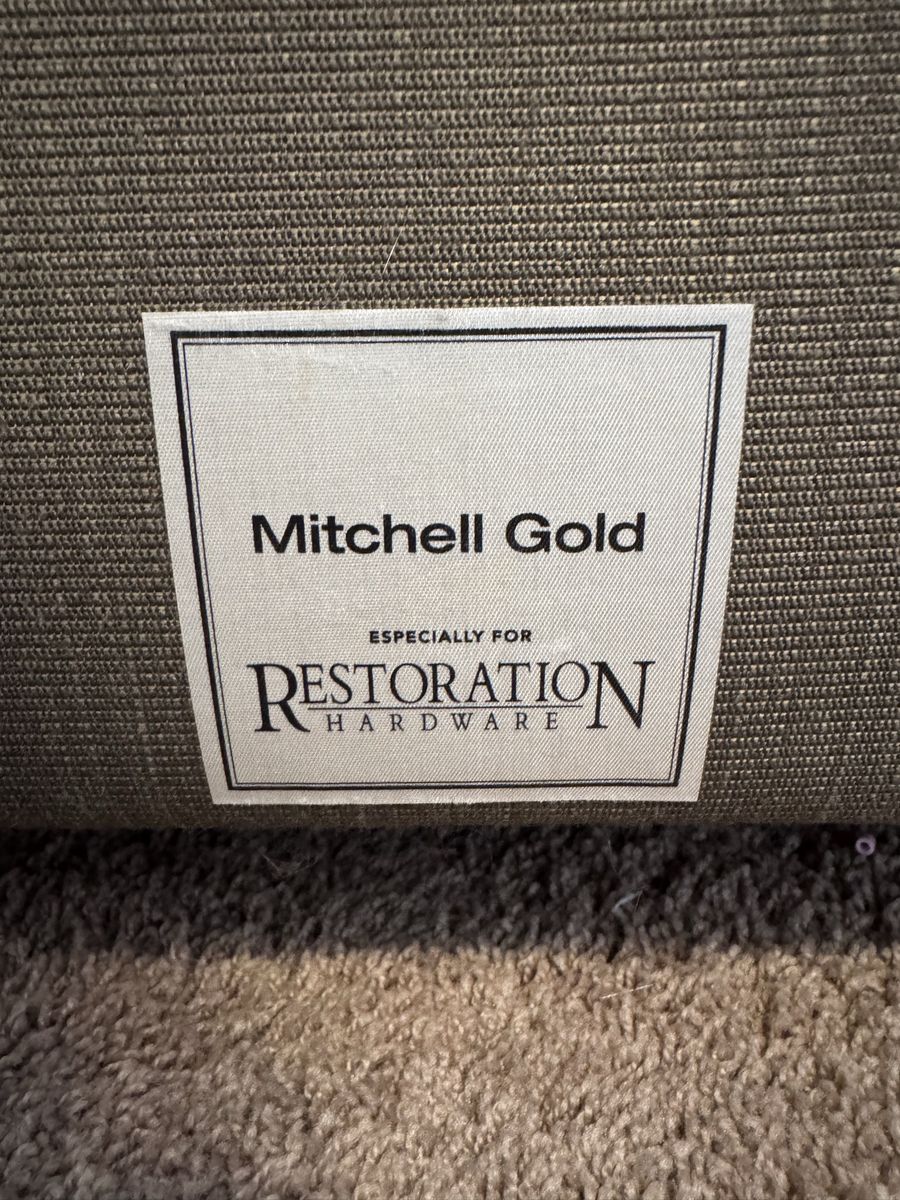 Mitchell Gold
ESPECIALLY FOR
RESTORATION
HARDWARE